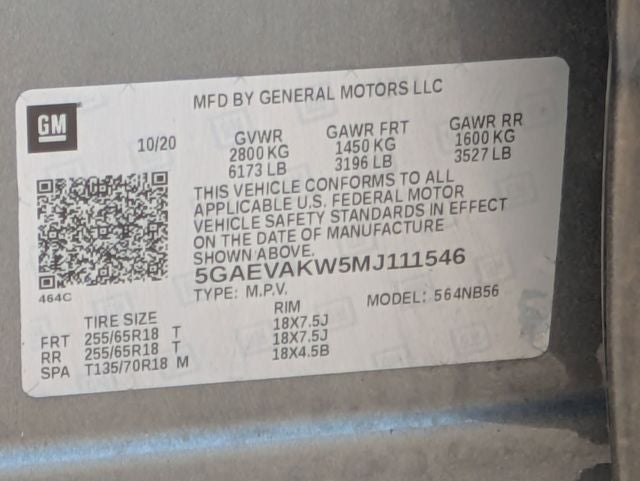 GM
MFD BY GENERAL MOTORS LLC
10/20
GVWR GAWR FRT GAWR RR
2800 KG 1450 KG 1600 KG
6173 LB 3196 LB 3527 LB
THIS VEHICLE CONFORMS TO ALL
APPLICABLE U.S. FEDERAL MOTOR
VEHICLE SAFETY STANDARDS IN EFFECT
ON THE DATE OF MANUFACTURE
SHOWN ABOVE.
464C
5GAEVAKW5MJ111546
TYPE: M.P.V. MODEL: 564NB56
TIRE SIZE RIM
FRT 255/65R18 T 18X7.5J
RR 255/65R18 T 18X7.5J
SPA T135/70R18 M 18X4.5B